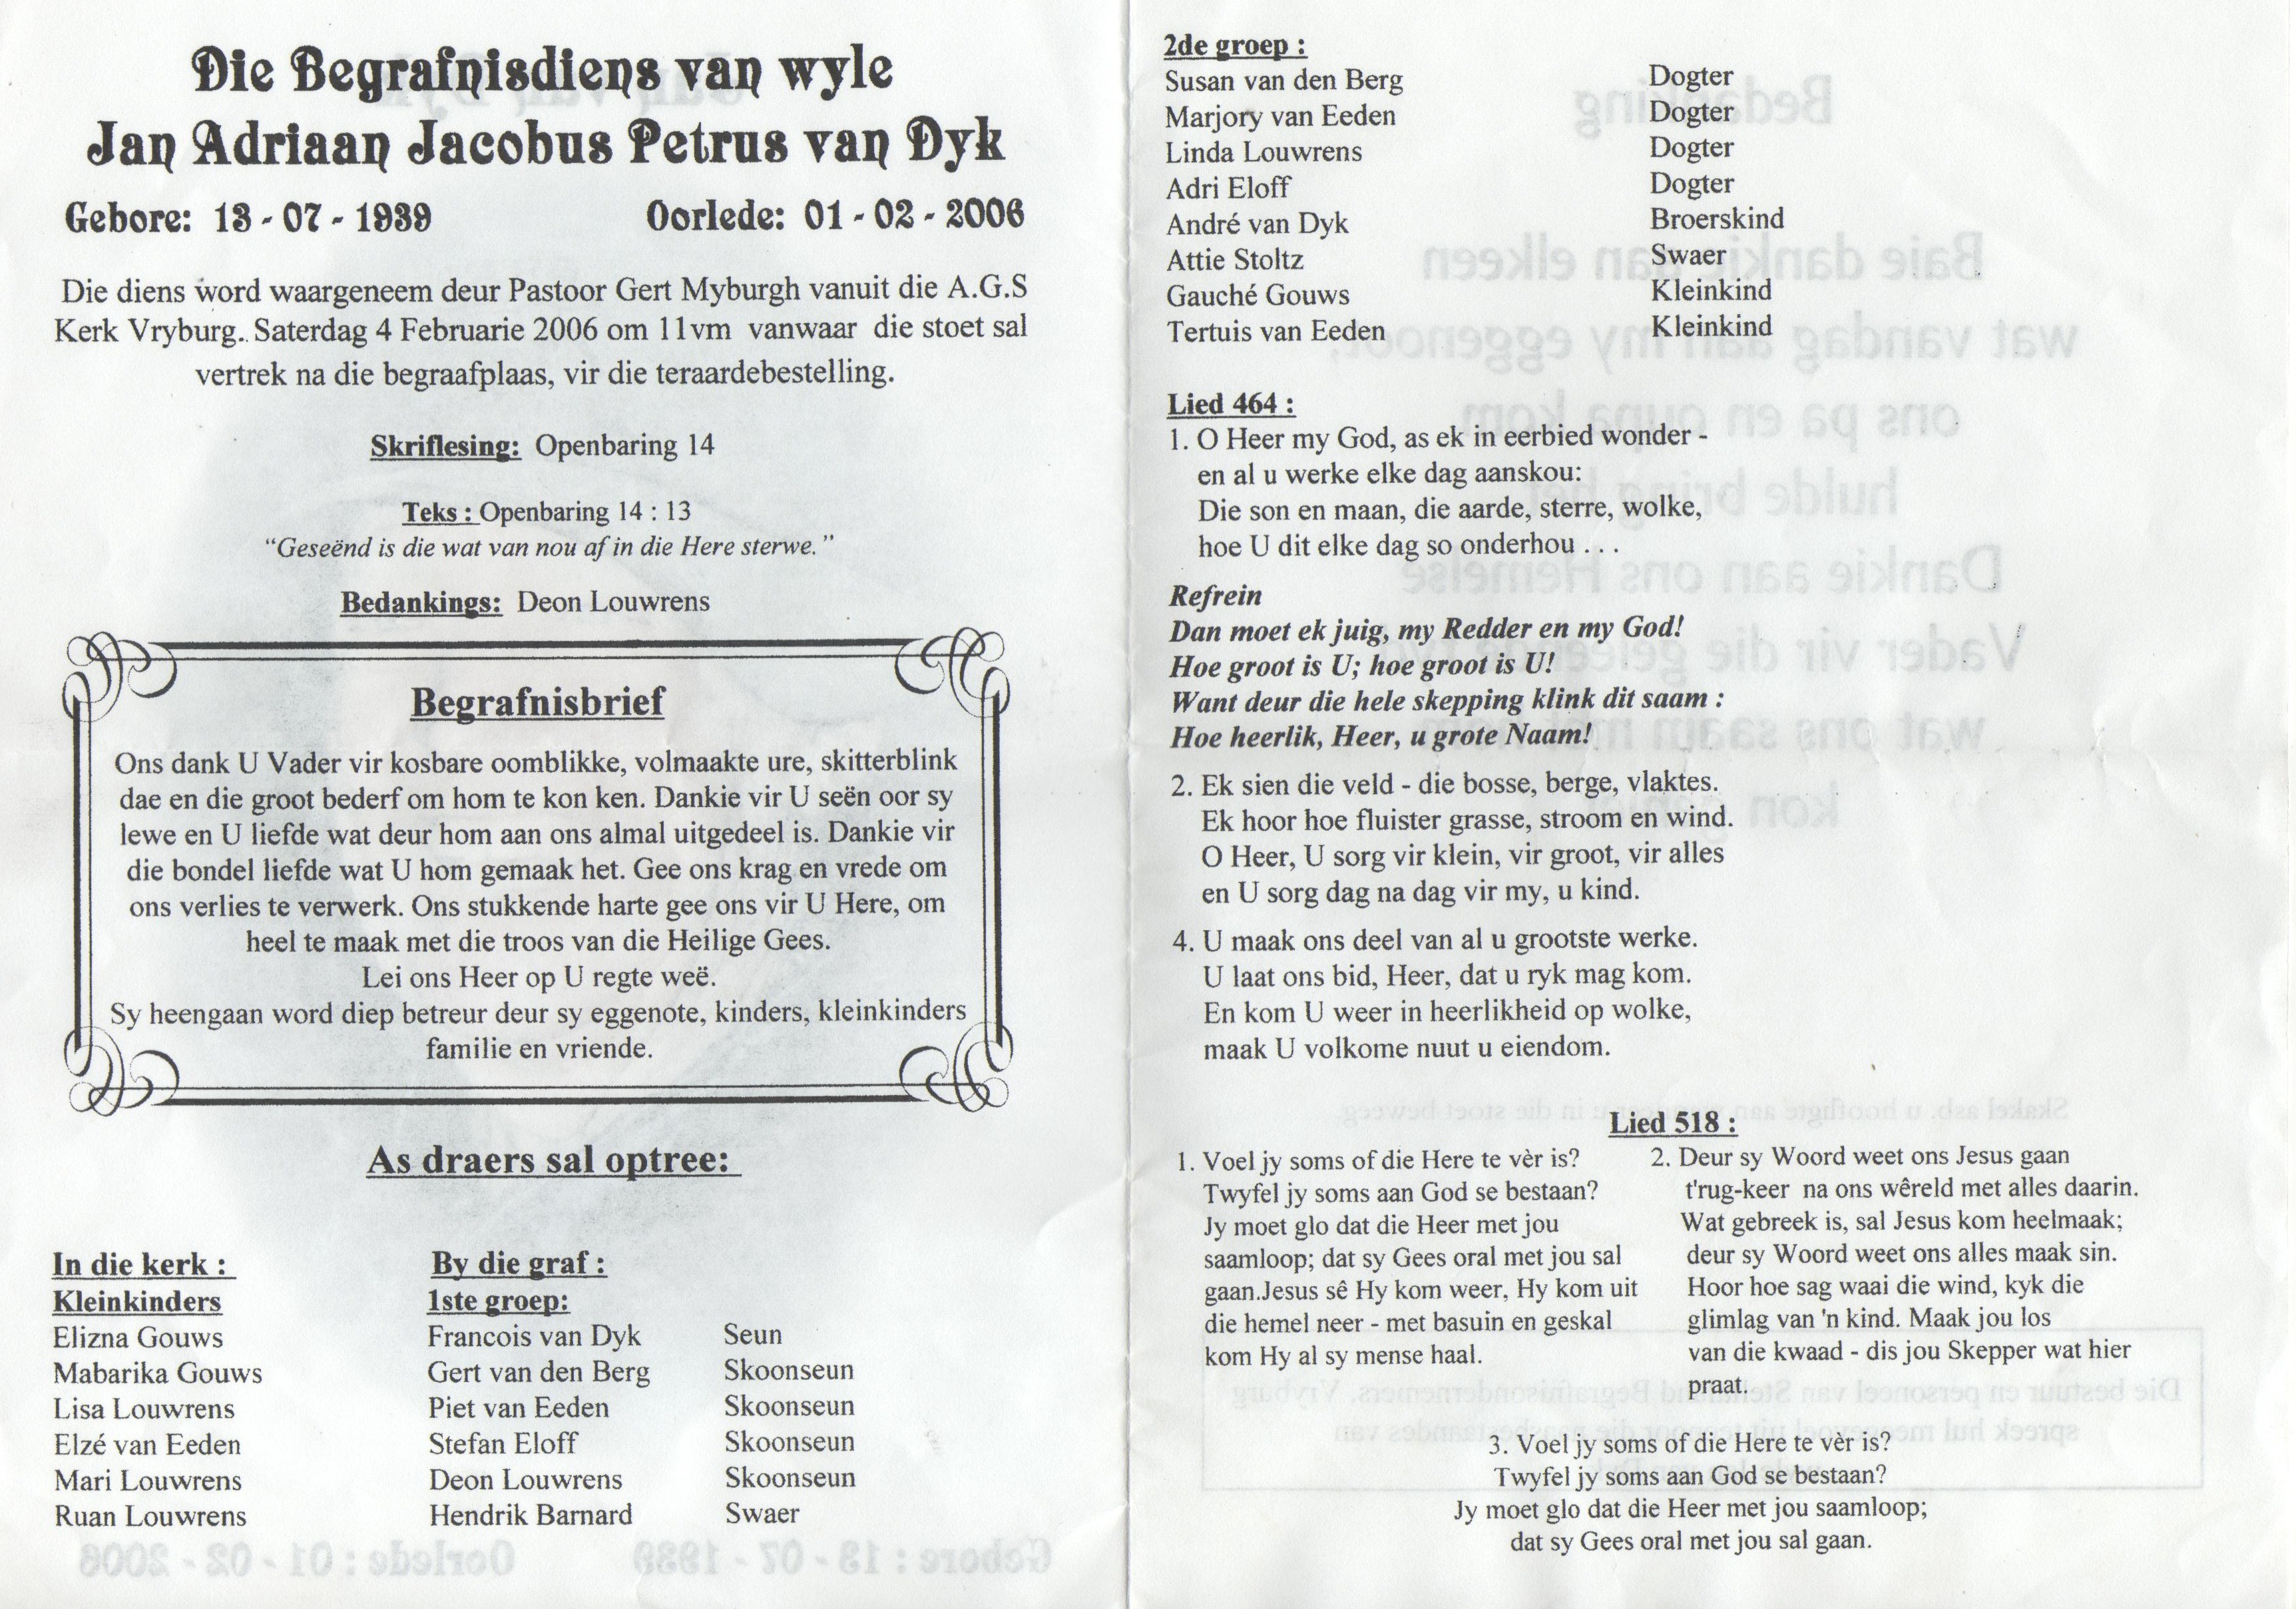 Die Begrafnisdiens van wyle
Jan Adriaan Jacobus Petrus van Dyk
Gebore: 13 - 07 - 1939 Oorlede: 01 - 02 - 2006
Die diens word waargeneem deur Pastoor Gert Myburgh vanuit die A.G.S
Kerk Vryburg. Saterdag 4 Februarie 2006 om 11vm vanwaar die stoet sal
vertrek na die begraafplaas, vir die teraardebestelling.
Skriflesing: Openbaring 14
Teks : Openbaring 14 : 13
“Geseënd is die wat van nou af in die Here sterwe.”
Bedankings: Deon Louwrens
Begrafnisbrief
Ons dank U Vader vir kosbare oomblikke, volmaakte ure, skitterblink
dae en die groot bederf om hom te kon ken. Dankie vir U seën oor sy
lewe en U liefde wat deur hom aan ons almal uitgedeel is. Dankie vir
die bondel liefde wat U hom gemaak het. Gee ons krag en vrede om
ons verlies te verwerk. Ons stukkende harte gee ons vir U Here, om
heel te maak met die troos van die Heilige Gees.
Lei ons Heer op U regte weë.
Sy heengaan word diep betreur deur sy eggenote, kinders, kleinkinders
familie en vriende.
As draers sal optree:
In die kerk :
Kleinkinders
Elizna Gouws
Mabarika Gouws
Lisa Louwrens
Elzé van Eeden
Mari Louwrens
Ruan Louwrens
By die graf :
1ste groep:
Francois van Dyk Seun
Gert van den Berg Skoonseun
Piet van Eeden Skoonseun
Stefan Eloff Skoonseun
Deon Louwrens Skoonseun
Hendrik Barnard Swaer
2de groep :
Susan van den Berg Dogter
Marjory van Eeden Dogter
Linda Louwrens Dogter
Adri Eloff Dogter
André van Dyk Broerskind
Attie Stoltz Swaer
Gauché Gouws Kleinkind
Tertuis van Eeden Kleinkind
Lied 464 :
1. O Heer my God, as ek in eerbied wonder -
en al u werke elke dag aanskou:
Die son en maan, die aarde, sterre, wolke,
hoe U dit elke dag so onderhou . . .
Refrein
Dan moet ek juig, my Redder en my God!
Hoe groot is U; hoe groot is U!
Want deur die hele skepping klink dit saam :
Hoe heerlik, Heer, u grote Naam!
2. Ek sien die veld - die bosse, berge, vlaktes.
Ek hoor hoe fluister grasse, stroom en wind.
O Heer, U sorg vir klein, vir groot, vir alles
en U sorg dag na dag vir my, u kind.
4. U maak ons deel van al u grootste werke.
U laat ons bid, Heer, dat u ryk mag kom.
En kom U weer in heerlikheid op wolke,
maak U volkome nuut u eiendom.
Lied 518 :
1. Voel jy soms of die Here te vèr is?
Twyfel jy soms aan God se bestaan?
Jy moet glo dat die Heer met jou
saamloop; dat sy Gees oral met jou sal
gaan.Jesus sê Hy kom weer, Hy kom uit
die hemel neer - met basuin en geskal
kom Hy al sy mense haal.
2. Deur sy Woord weet ons Jesus gaan
t'rug-keer na ons wêreld met alles daarin.
Wat gebreek is, sal Jesus kom heelmaak;
deur sy Woord weet ons alles maak sin.
Hoor hoe sag waai die wind, kyk die
glimlag van 'n kind. Maak jou los
van die kwaad - dis jou Skepper wat hier
praat.
3. Voel jy soms of die Here te vèr is?
Twyfel jy soms aan God se bestaan?
Jy moet glo dat die Heer met jou saamloop;
dat sy Gees oral met jou sal gaan.